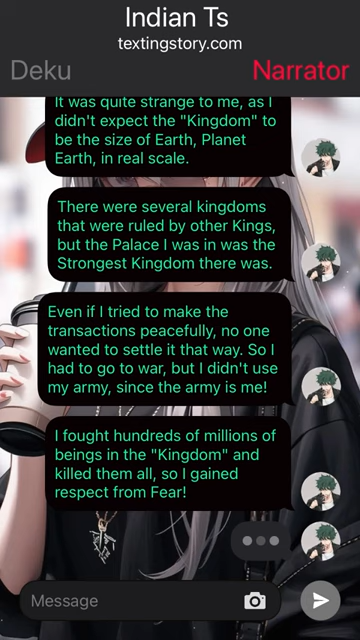 Indian Ts
textingstory.com
Deku
Narrator
It was quite strange to me, as I
didn't expect the "Kingdom" to
be the size of Earth, Planet
Earth, in real scale.
There were several kingdoms
that were ruled by other Kings,
but the Palace I was in was the
Strongest Kingdom there was.
Even if I tried to make the
transactions peacefully, no one
wanted to settle it that way. So I
had to go to war, but I didn't use
my army, since the army is me!
I fought hundreds of millions of
beings in the "Kingdom" and
killed them all, so I gained
respect from Fear!
Message